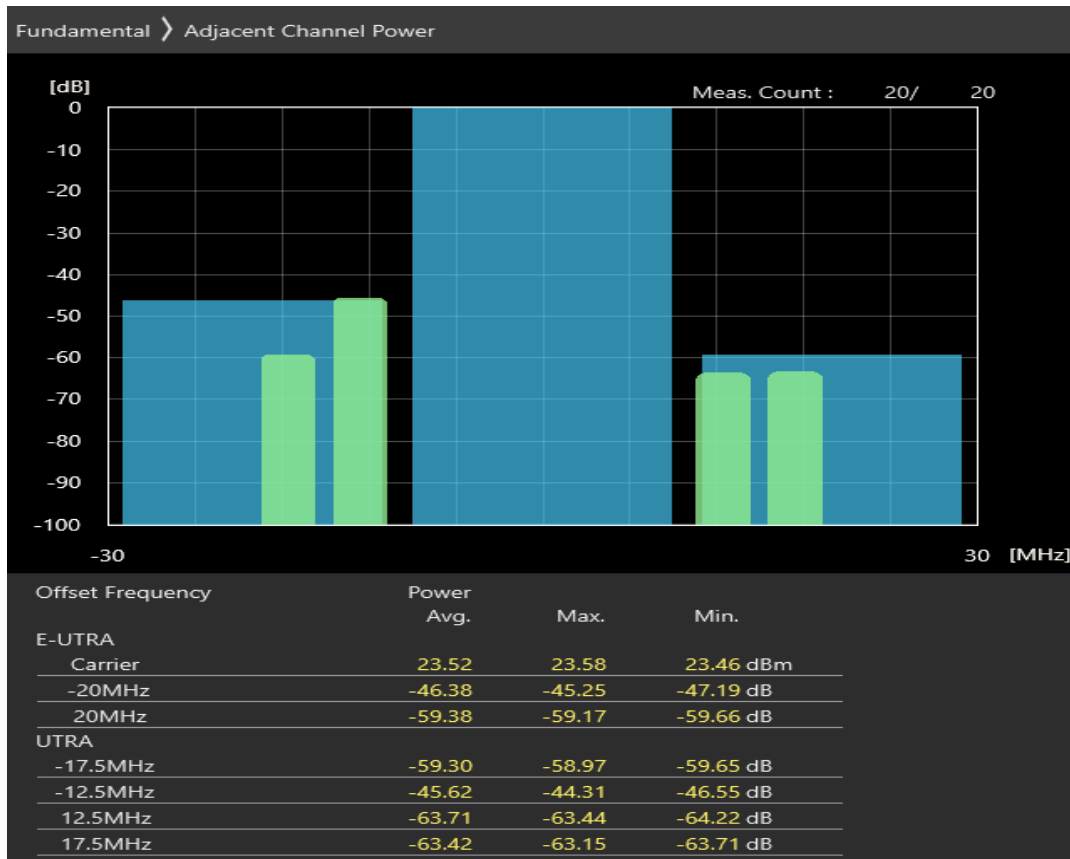 Fundamental ❯ Adjacent Channel Power
[dB]
Meas. Count : 20/ 20
0
-10
-20
-30
-40
-50
-60
-70
-80
-90
-100
-30 30 [MHz]
Offset Frequency Power
Avg. Max. Min.
E-UTRA
Carrier 23.52 23.58 23.46 dBm
-20MHz -46.38 -45.25 -47.19 dB
20MHz -59.38 -59.17 -59.66 dB
UTRA
-17.5MHz -59.30 -58.97 -59.65 dB
-12.5MHz -45.62 -44.31 -46.55 dB
12.5MHz -63.71 -63.44 -64.22 dB
17.5MHz -63.42 -63.15 -63.71 dB